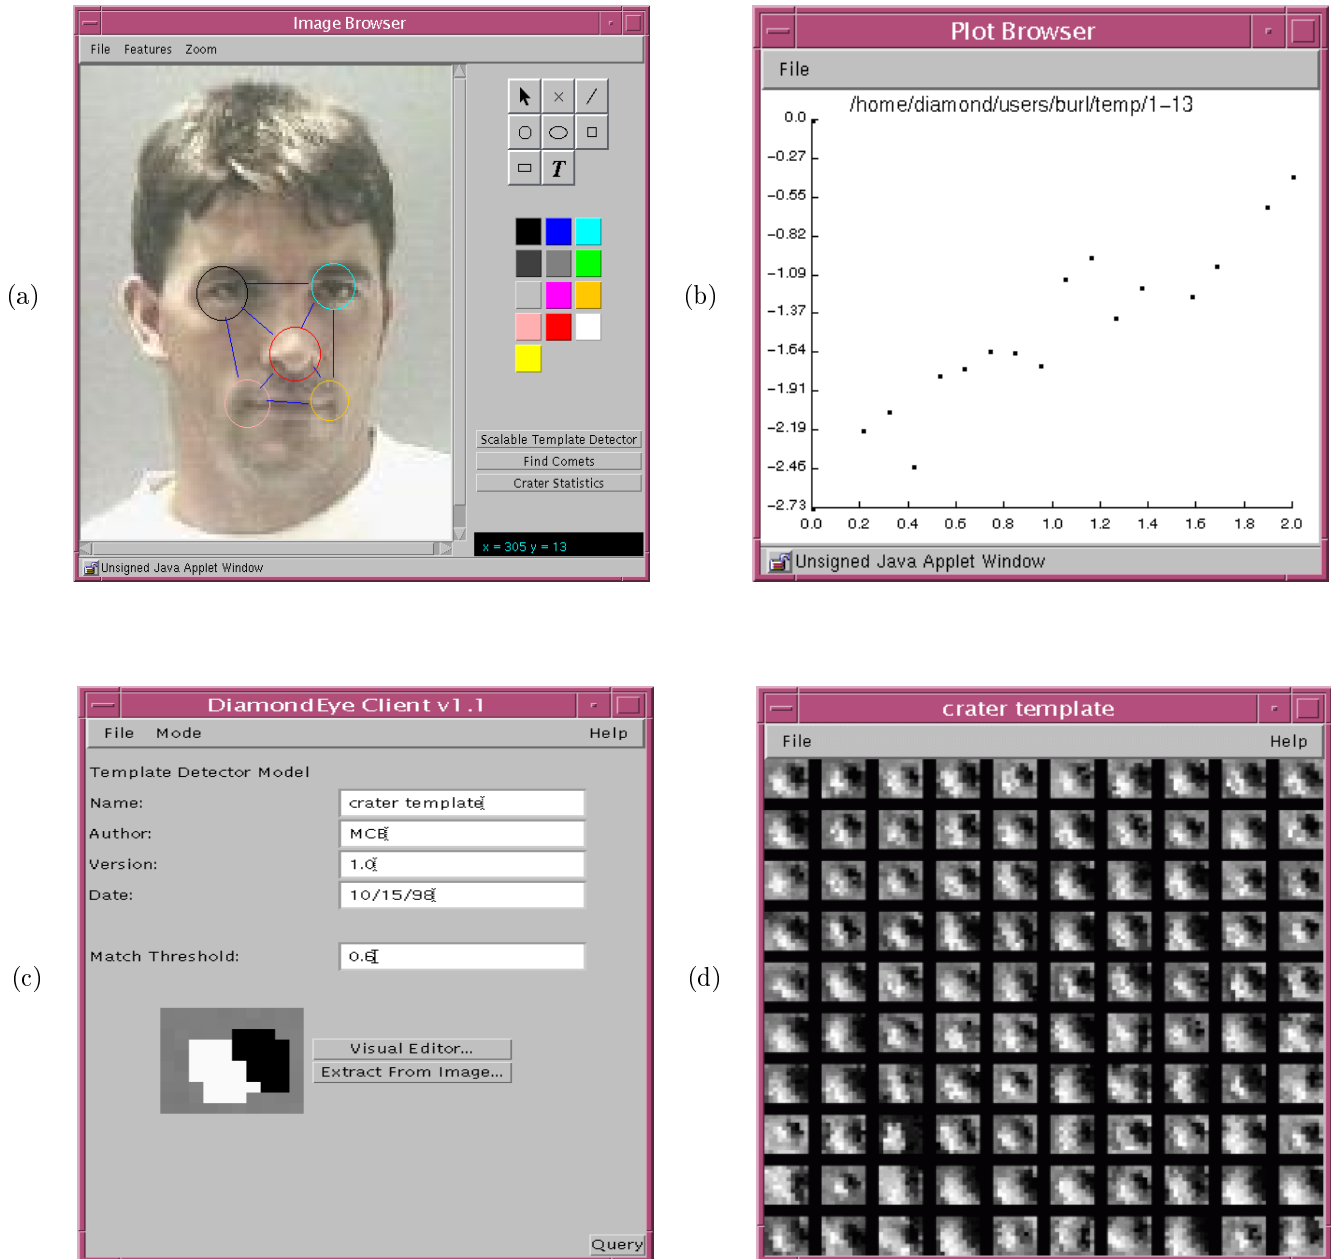 (a)
Image Browser
File Features Zoom
T
Scalable Template Detector
Find Comets
Crater Statistics
x = 305 y = 13
Unsigned Java Applet Window
(b)
Plot Browser
File
/home/diamond/users/burl/temp/1-13
0.0
-0.27
-0.55
-0.82
-1.09
-1.37
-1.64
-1.91
-2.19
-2.46
-2.73
0.0 0.2 0.4 0.6 0.8 1.0 1.2 1.4 1.6 1.8 2.0
Unsigned Java Applet Window
(c)
DiamondEye Client v1.1
File Mode Help
Template Detector Model
Name: crater template
Author: MCB
Version: 1.0
Date: 10/15/98
Match Threshold: 0.6
Visual Editor...
Extract From Image...
Query
(d)
crater template
File Help